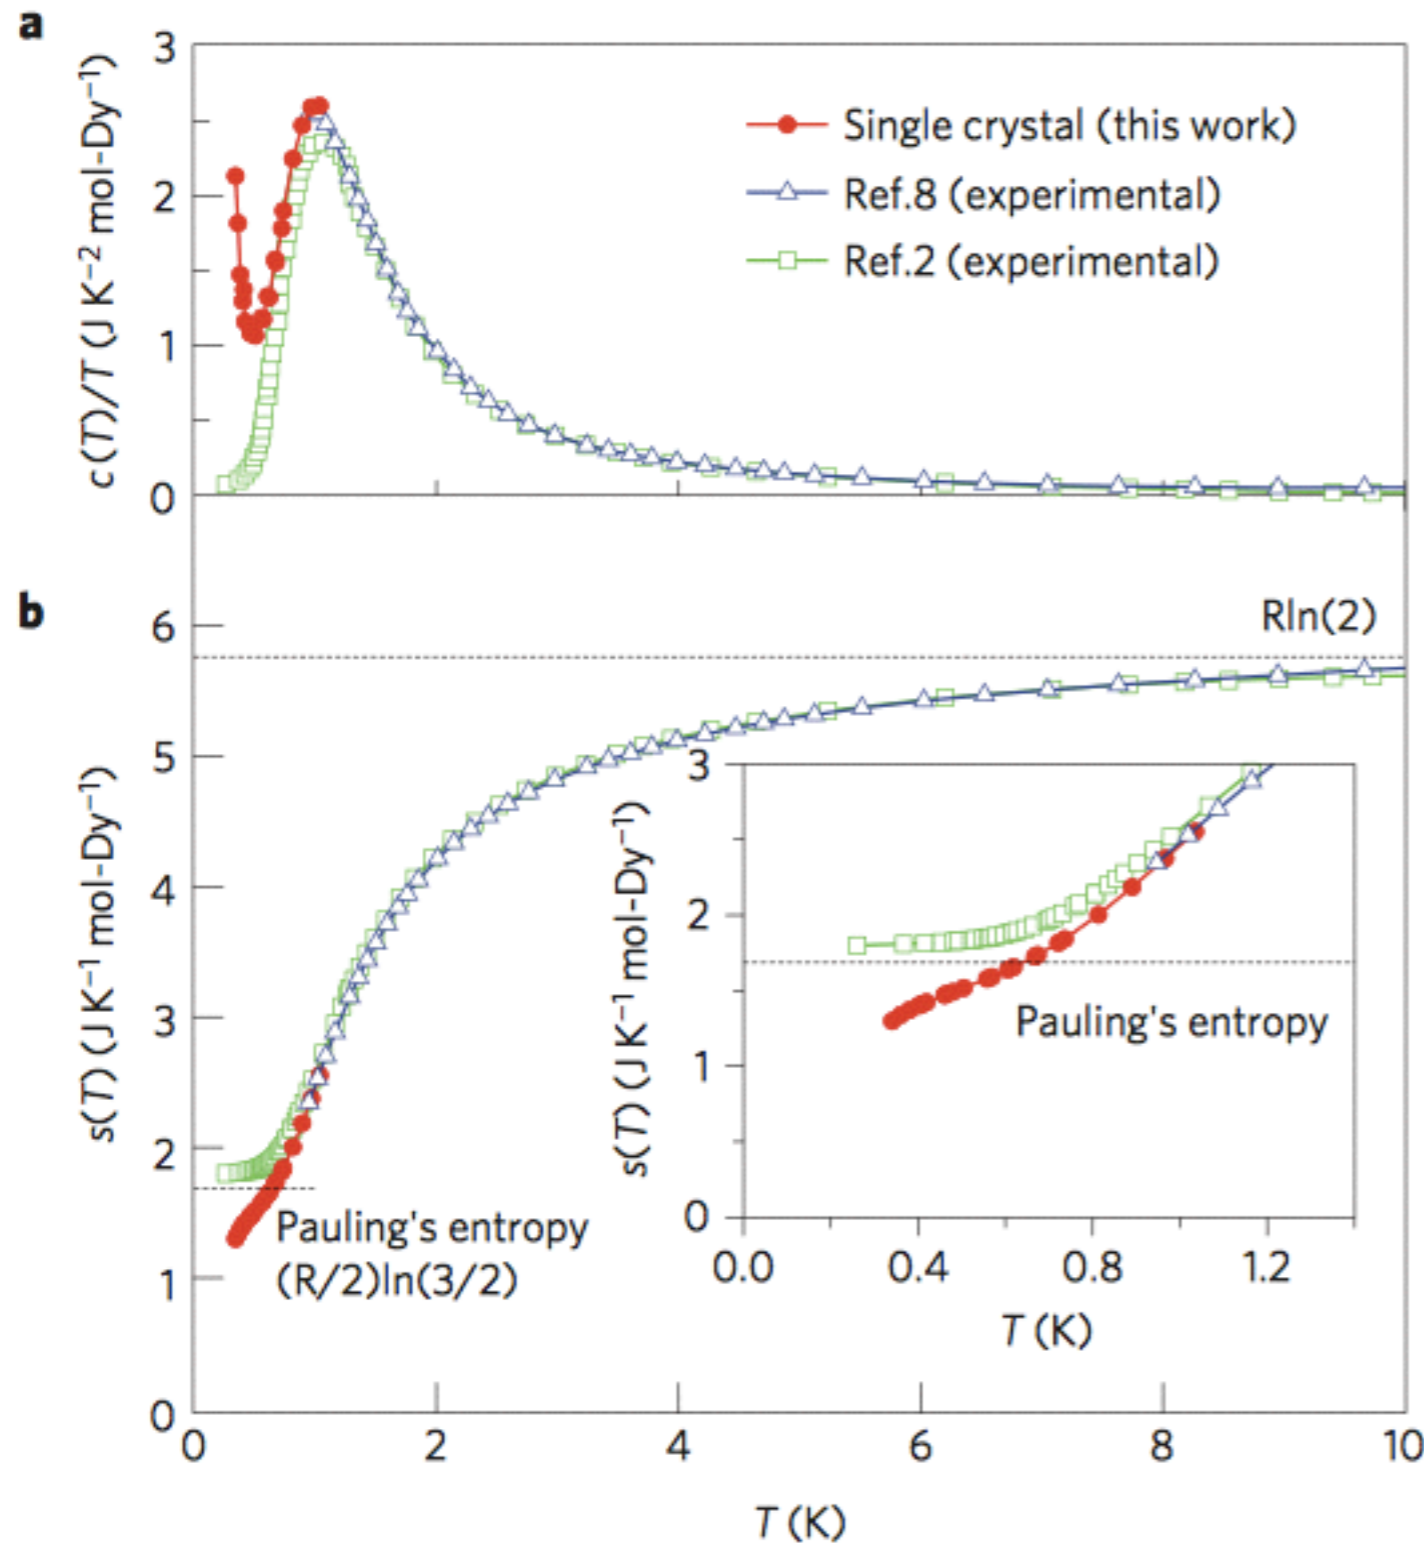 a
3
2
1
0
c(T)/T (J K⁻² mol-Dy⁻¹)
Single crystal (this work)
Ref.8 (experimental)
Ref.2 (experimental)
b
6
5
4
3
2
1
0
s(T) (J K⁻¹ mol-Dy⁻¹)
Rln(2)
Pauling's entropy
(R/2)ln(3/2)
3
2
1
0
s(T) (J K⁻¹ mol-Dy⁻¹)
Pauling's entropy
0.0 0.4 0.8 1.2
T (K)
0 2 4 6 8 10
T (K)